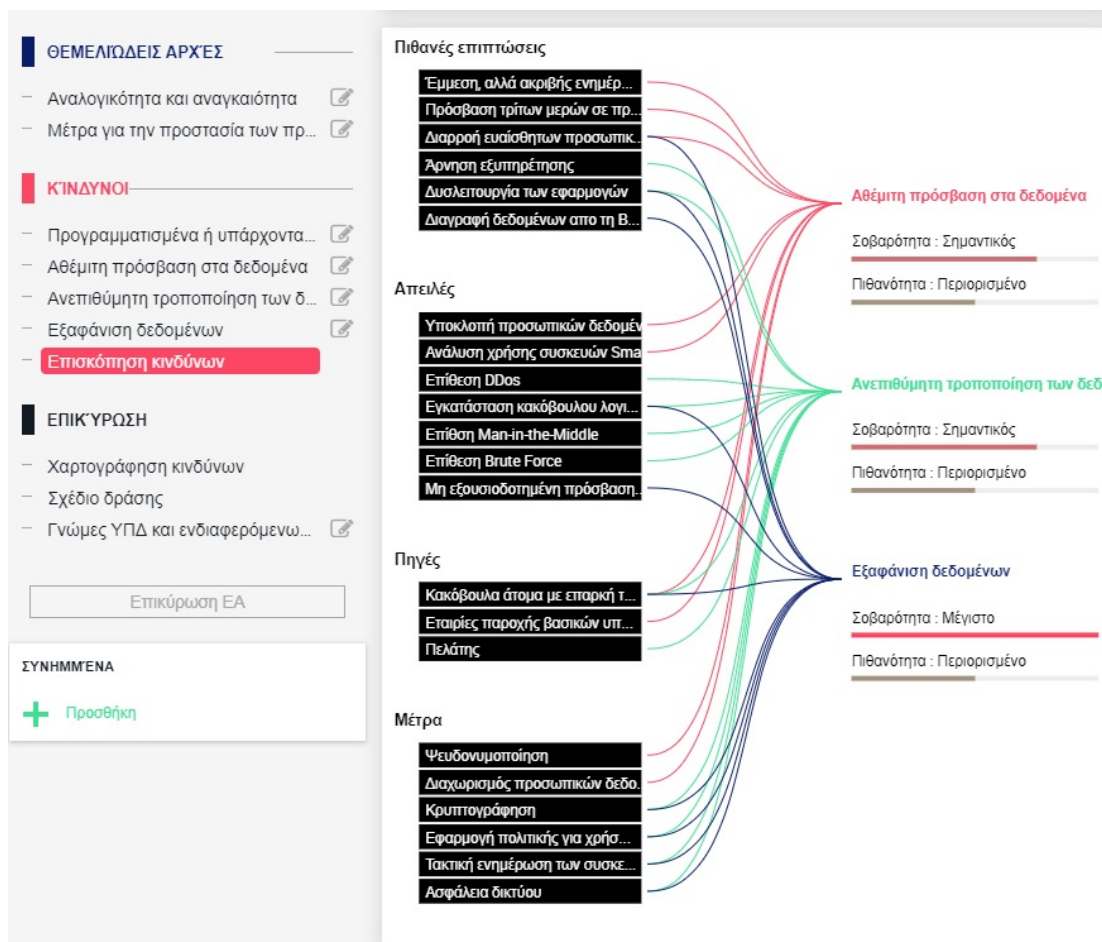 ΘΕΜΕΛΙΏΔΕΙΣ ΑΡΧΈΣ
Αναλογικότητα και αναγκαιότητα
Μέτρα για την προστασία των πρ...
ΚΊΝΔΥΝΟΙ
Προγραμματισμένα ή υπάρχοντα...
Αθέμιτη πρόσβαση στα δεδομένα
Ανεπιθύμητη τροποποίηση των δ...
Εξαφάνιση δεδομένων
Επισκόπηση κινδύνων
ΕΠΙΚΎΡΩΣΗ
Χαρτογράφηση κινδύνων
Σχέδιο δράσης
Γνώμες ΥΠΔ και ενδιαφερόμενω...
Επικύρωση ΕΑ
ΣΥΝΗΜΜΈΝΑ
Προσθήκη
Πιθανές επιπτώσεις
Έμμεση, αλλά ακριβής ενημέρ...
Πρόσβαση τρίτων μερών σε πρ...
Διαρροή ευαίσθητων προσωπικ...
Άρνηση εξυπηρέτησης
Δυσλειτουργία των εφαρμογών
Διαγραφή δεδομένων απο τη Β...
Απειλές
Υποκλοπή προσωπικών δεδομέν
Ανάλυση χρήσης συσκευών Sma
Επίθεση DDos
Εγκατάσταση κακόβουλου λογι...
Επίθση Man-in-the-Middle
Επίθεση Brute Force
Μη εξουσιοδοτημένη πρόσβαση...
Πηγές
Κακόβουλα άτομα με επαρκή τ...
Εταιρίες παροχής βασικών υπ...
Πελάτης
Μέτρα
Ψευδονυμοποίηση
Διαχωρισμός προσωπικών δεδο...
Κρυπτογράφηση
Εφαρμογή πολιτικής για χρήσ...
Τακτική ενημέρωση των συσκε...
Ασφάλεια δικτύου
Αθέμιτη πρόσβαση στα δεδομένα
Σοβαρότητα : Σημαντικός
Πιθανότητα : Περιορισμένο
Ανεπιθύμητη τροποποίηση των δεδ
Σοβαρότητα : Σημαντικός
Πιθανότητα : Περιορισμένο
Εξαφάνιση δεδομένων
Σοβαρότητα : Μέγιστο
Πιθανότητα : Περιορισμένο